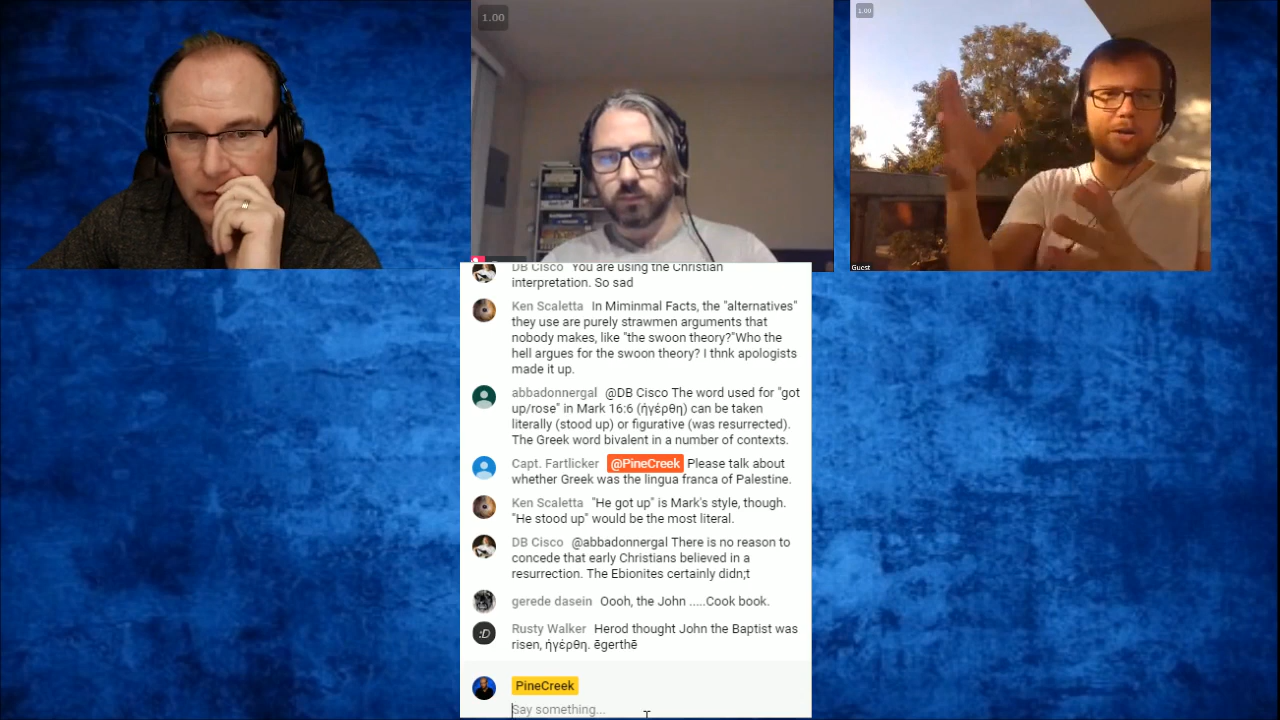 1.00
1.00
Guest
DB Cisco You are using the Christian
interpretation. So sad
Ken Scaletta In Miminmal Facts, the "alternatives"
they use are purely strawmen arguments that
nobody makes, like "the swoon theory?"Who the
hell argues for the swoon theory? I thnk apologists
made it up.
abbadonnergal @DB Cisco The word used for "got
up/rose" in Mark 16:6 (ἠγέρθη) can be taken
literally (stood up) or figurative (was resurrected).
The Greek word bivalent in a number of contexts.
Capt. Fartlicker @PineCreek Please talk about
whether Greek was the lingua franca of Palestine.
Ken Scaletta "He got up" is Mark's style, though.
"He stood up" would be the most literal.
DB Cisco @abbadonnergal There is no reason to
concede that early Christians believed in a
resurrection. The Ebionites certainly didn;t
gerede dasein Oooh, the John .....Cook book.
:D
Rusty Walker Herod thought John the Baptist was
risen, ἠγέρθη. ēgerthē
PineCreek
Say something...